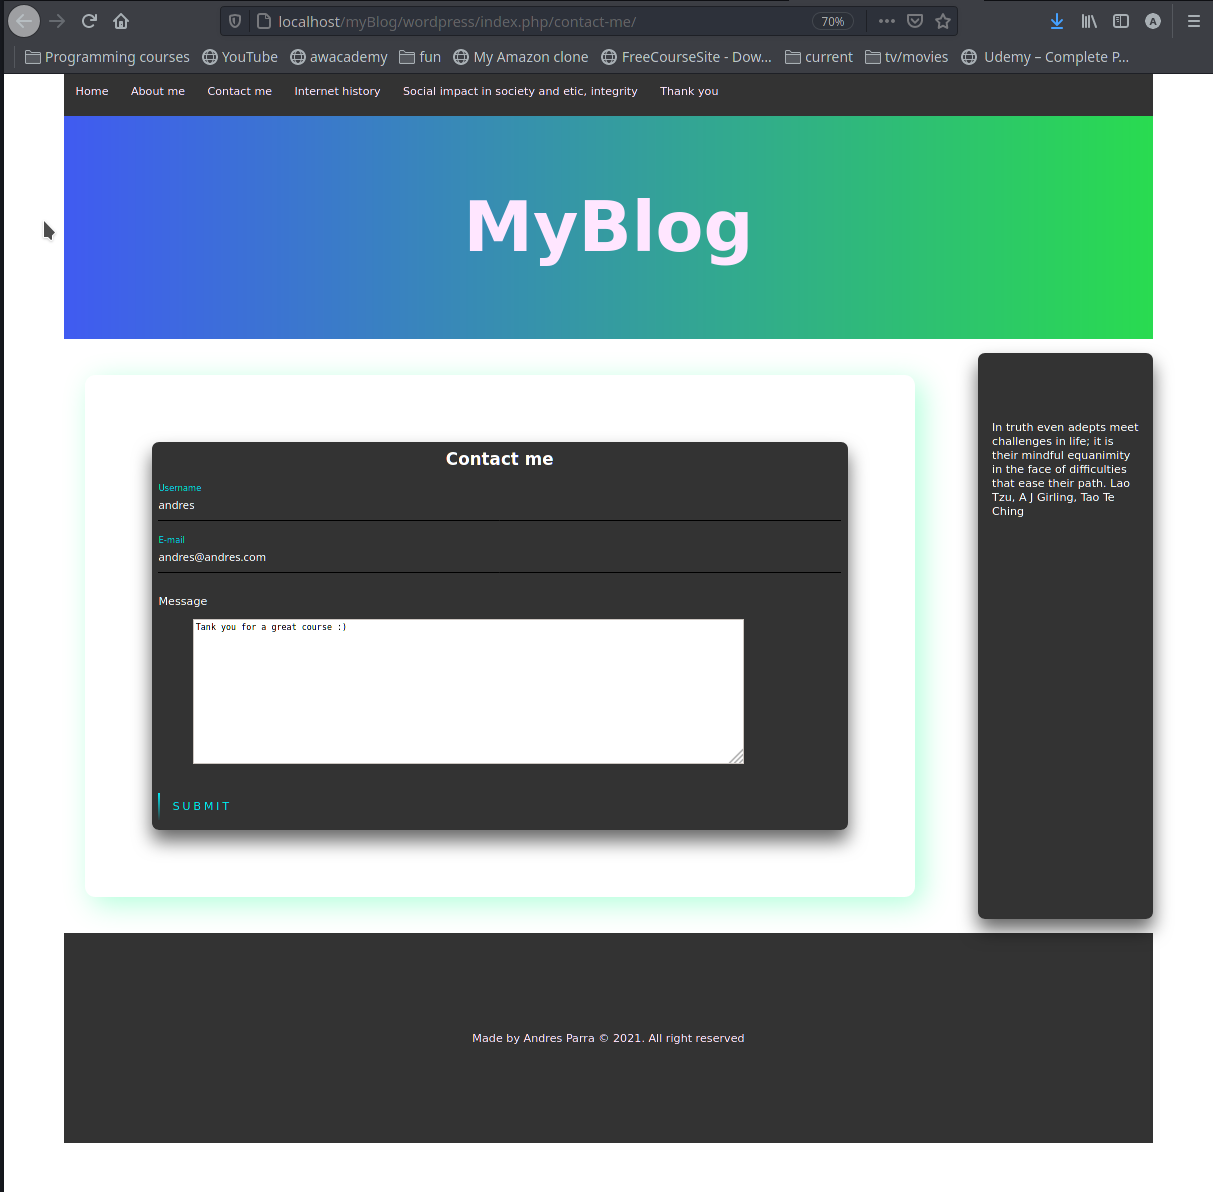 localhost/myBlog/wordpress/index.php/contact-me/ 70%
Programming courses YouTube awacademy fun My Amazon clone FreeCourseSite - Dow... current tv/movies Udemy – Complete P...
Home About me Contact me Internet history Social impact in society and etic, integrity Thank you
MyBlog
Contact me
Username
andres
E-mail
andres@andres.com
Message
Tank you for a great course :)
SUBMIT
In truth even adepts meet
challenges in life; it is
their mindful equanimity
in the face of difficulties
that ease their path. Lao
Tzu, A J Girling, Tao Te
Ching
Made by Andres Parra © 2021. All right reserved